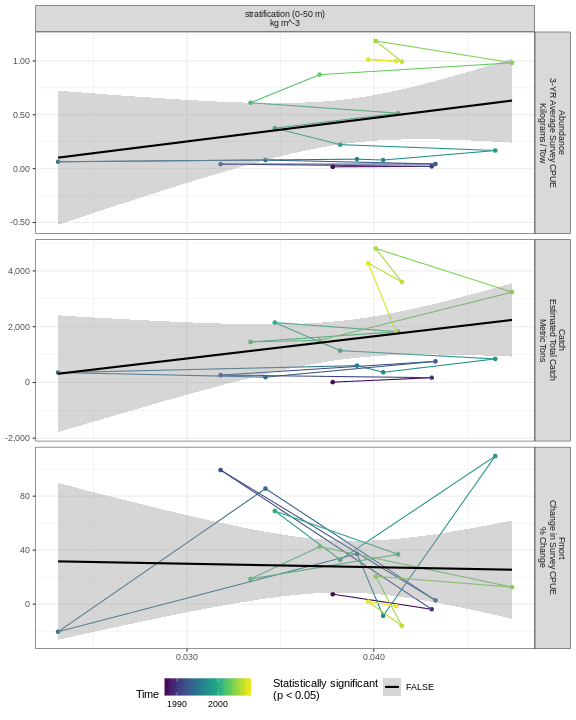 stratification (0-50 m)
kg m^-3
1.00
0.50
0.00
-0.50
Abundance
3-YR Average Survey CPUE
Kilograms / Tow
4,000
2,000
0
-2,000
Catch
Estimated Total Catch
Metric Tons
80
40
0
Fmort
Change in Survey CPUE
% Change
0.030
0.040
Time
1990
2000
Statistically significant
(p < 0.05)
FALSE